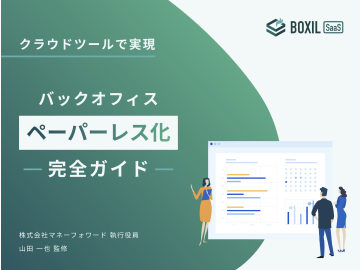 クラウドツールで実現
BOXIL SaaS
バックオフィス
ペーパーレス化
完全ガイド
株式会社マネーフォワード 執行役員
山田 一也 監修